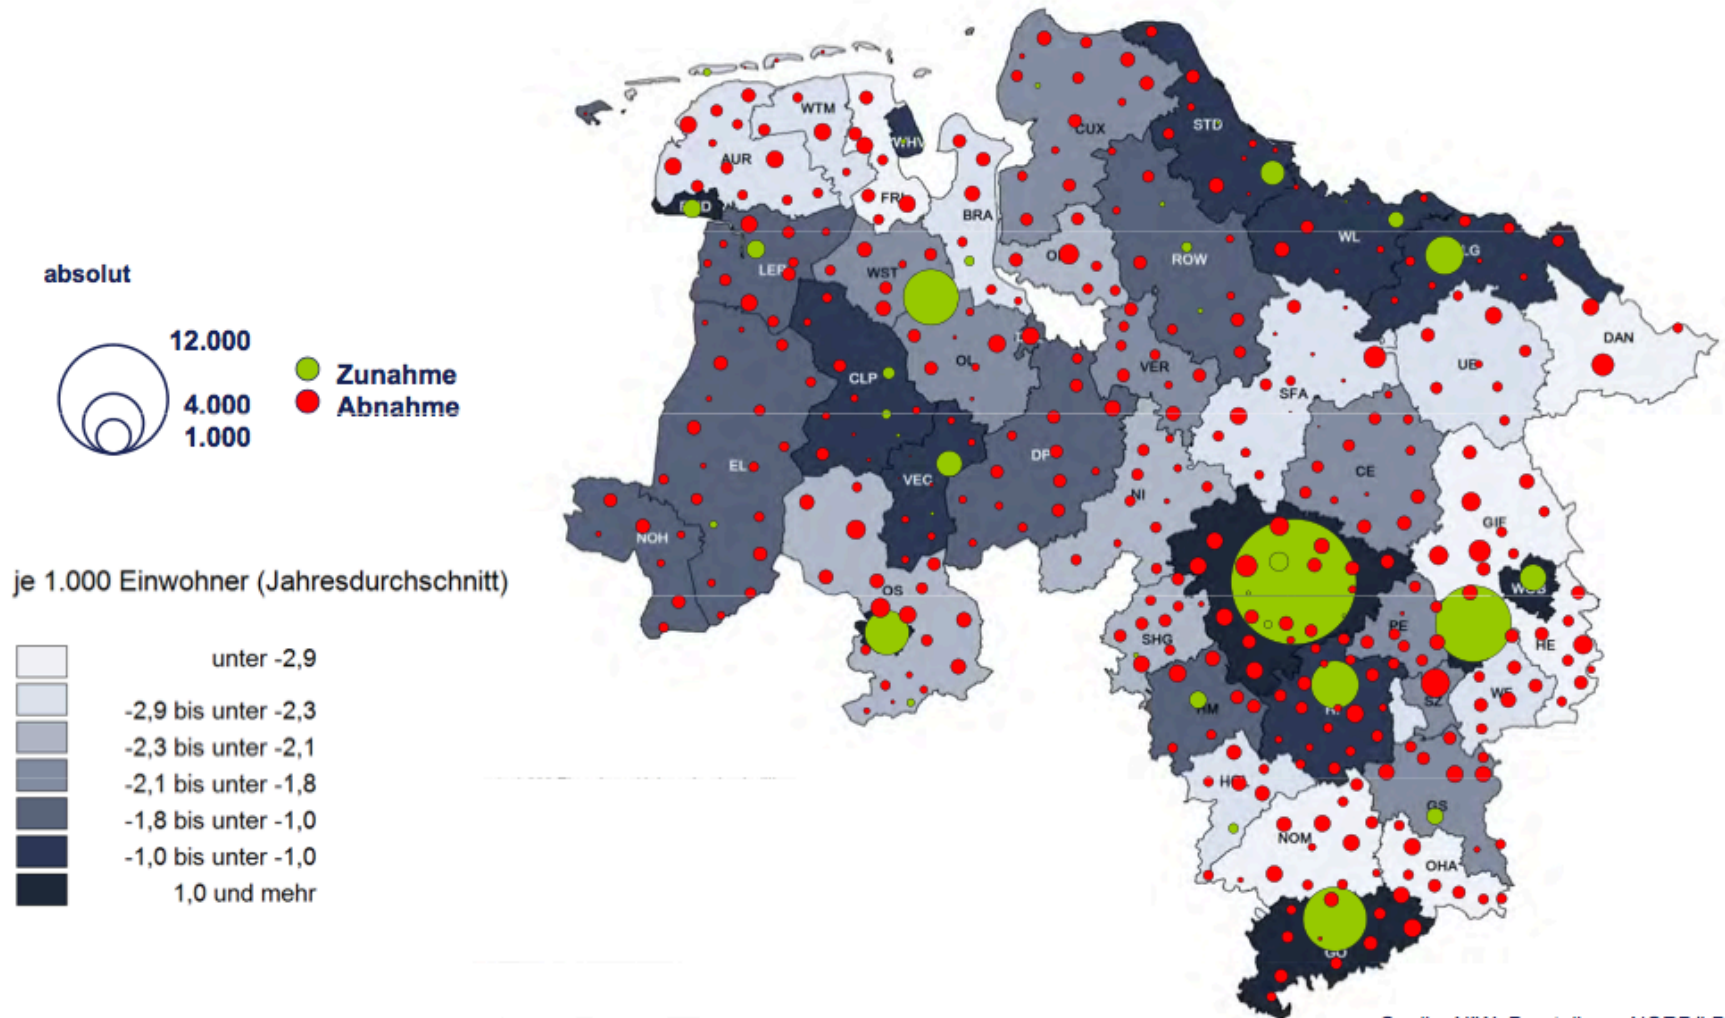 absolut
12.000
4.000
1.000
Zunahme
Abnahme
je 1.000 Einwohner (Jahresdurchschnitt)
unter -2,9
-2,9 bis unter -2,3
-2,3 bis unter -2,1
-2,1 bis unter -1,8
-1,8 bis unter -1,0
-1,0 bis unter -1,0
1,0 und mehr
WTM
CUX
STD
AUR
WHV
FRI
BRA
WL
LG
ROW
WST
LER
DAN
OL
VER
UE
CLP
SFA
DP
CE
EL
VEC
NI
GIF
NOH
OS
WOB
PE
SHG
HE
SZ
WF
HM
HI
GS
NOM
OHA
GÖ